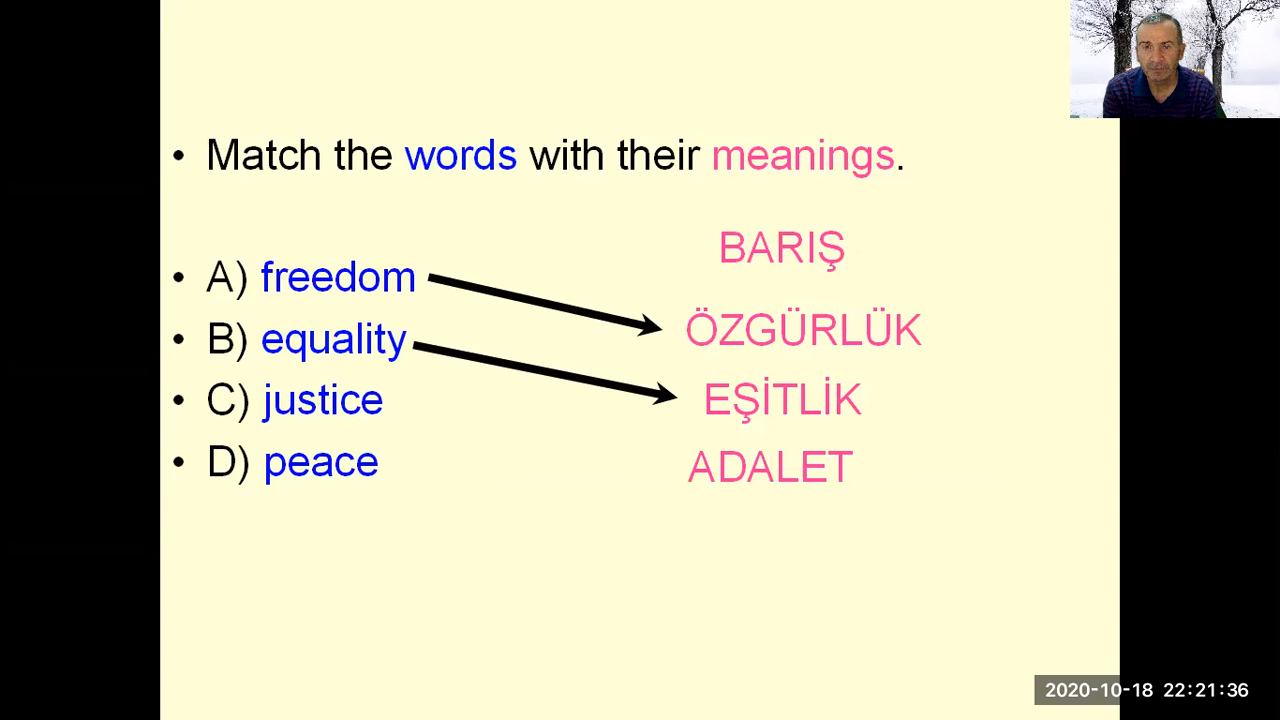 • Match the words with their meanings.
BARIŞ
• A) freedom
ÖZGÜRLÜK
• B) equality
EŞİTLİK
• C) justice
ADALET
• D) peace
2020-10-18 22:21:36